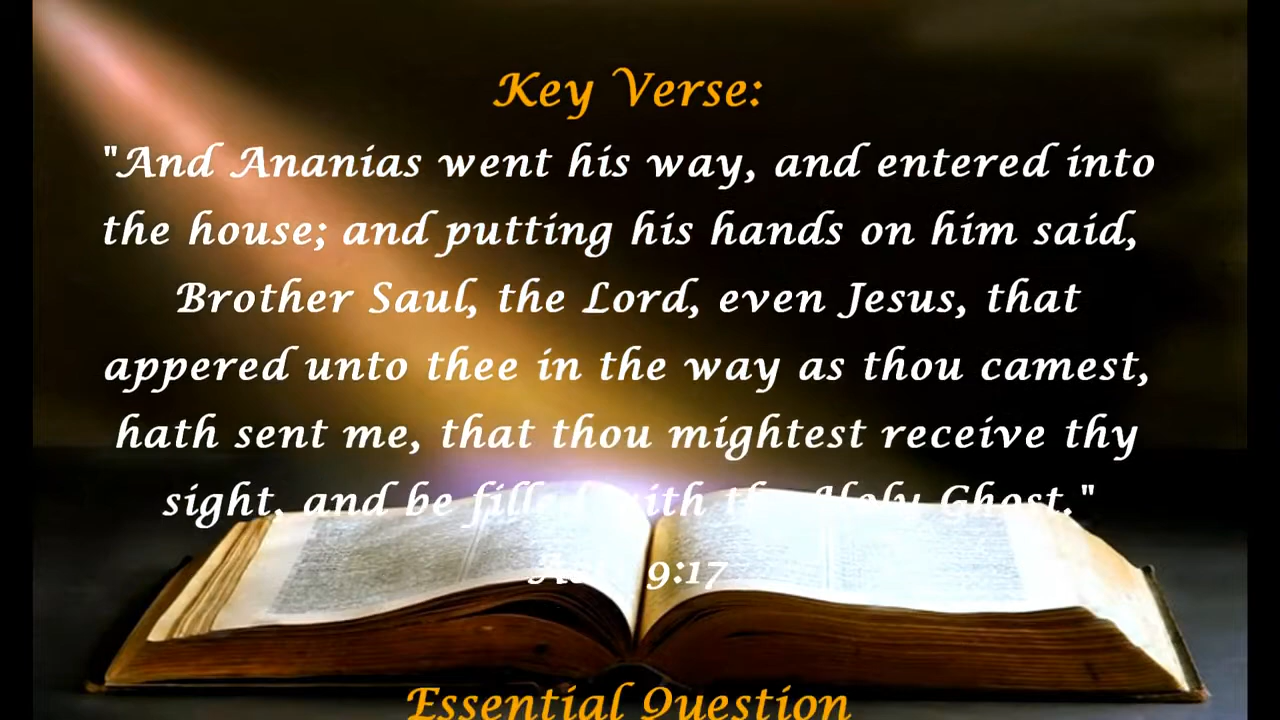 Key Verse:
"And Ananias went his way, and entered into
the house; and putting his hands on him said,
Brother Saul, the Lord, even Jesus, that
appered unto thee in the way as thou camest,
hath sent me, that thou mightest receive thy
sight, and be filled with the Holy Ghost."
9:17
Essential Question